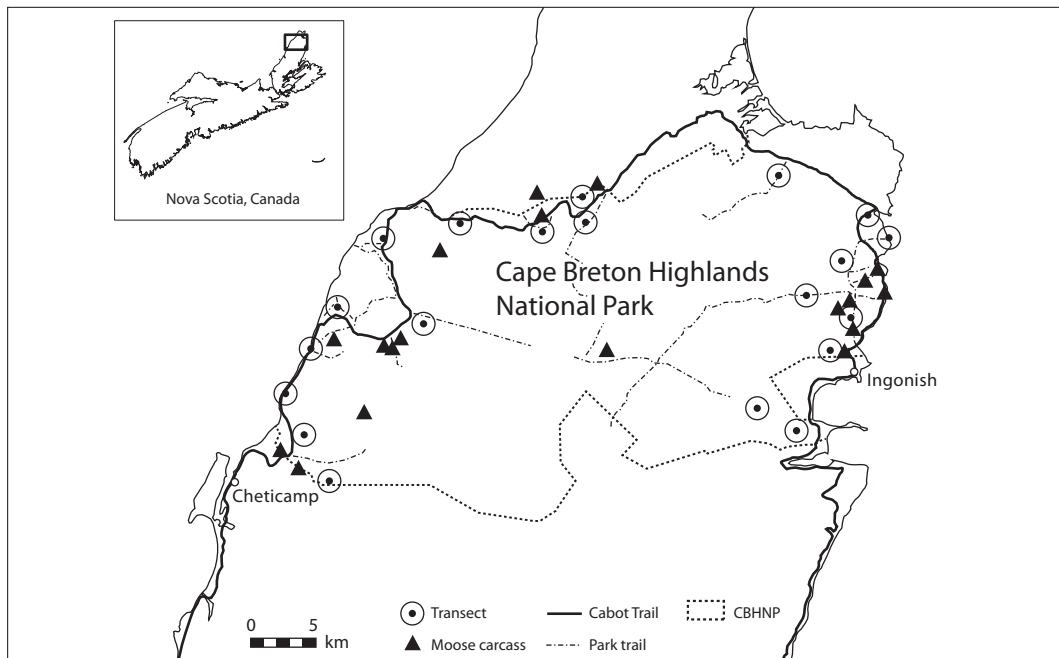 Nova Scotia, Canada
Cape Breton Highlands
National Park
Ingonish
Cheticamp
0 5
km
Transect
Cabot Trail
CBHNP
Moose carcass
Park trail